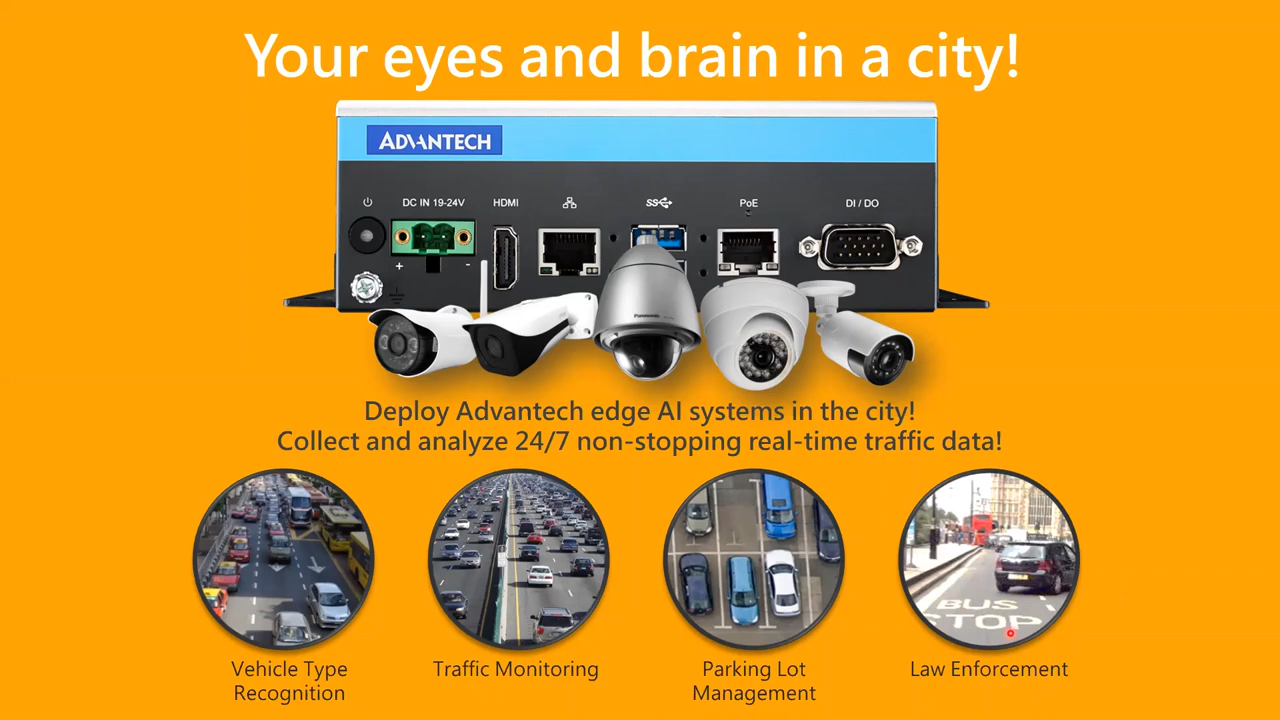 Your eyes and brain in a city!
ADVANTECH
DC IN 19-24V
HDMI
SS
PoE
DI / DO
+ -
Panasonic
Deploy Advantech edge AI systems in the city!
Collect and analyze 24/7 non-stopping real-time traffic data!
BUS
STOP
Vehicle Type
Recognition
Traffic Monitoring
Parking Lot
Management
Law Enforcement